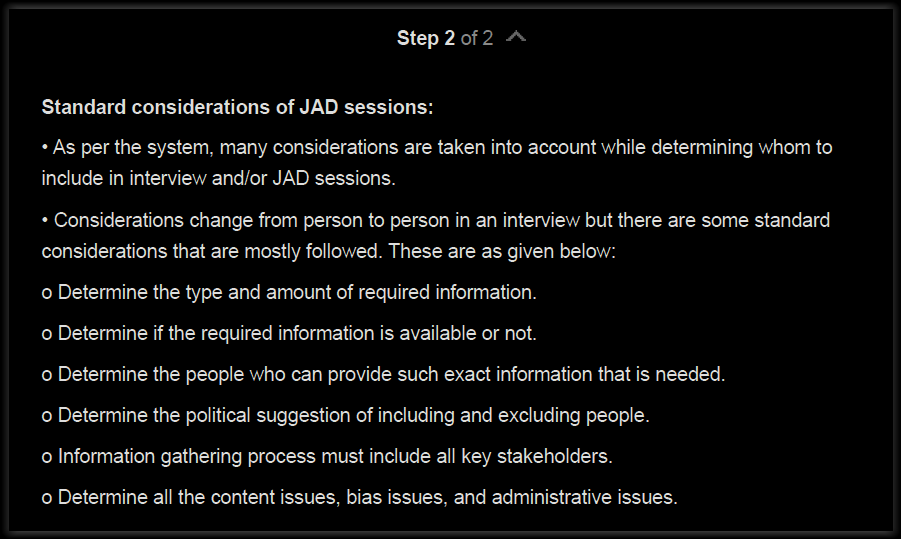 Step 2 of 2
Standard considerations of JAD sessions:
• As per the system, many considerations are taken into account while determining whom to
include in interview and/or JAD sessions.
• Considerations change from person to person in an interview but there are some standard
considerations that are mostly followed. These are as given below:
o Determine the type and amount of required information.
o Determine if the required information is available or not.
o Determine the people who can provide such exact information that is needed.
o Determine the political suggestion of including and excluding people.
o Information gathering process must include all key stakeholders.
o Determine all the content issues, bias issues, and administrative issues.